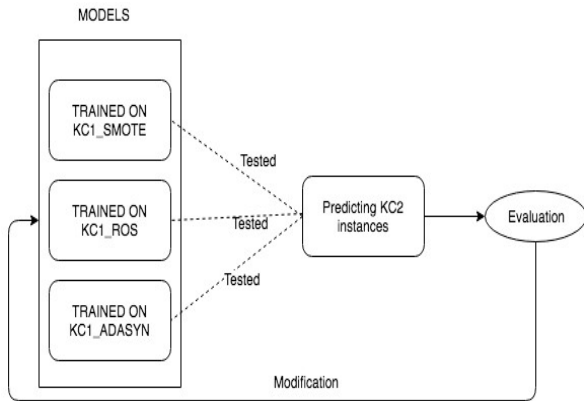 MODELS
TRAINED ON
KC1_SMOTE
Tested
TRAINED ON
KC1_ROS
Tested
Predicting KC2
instances
Evaluation
TRAINED ON
KC1_ADASYN
Tested
Modification